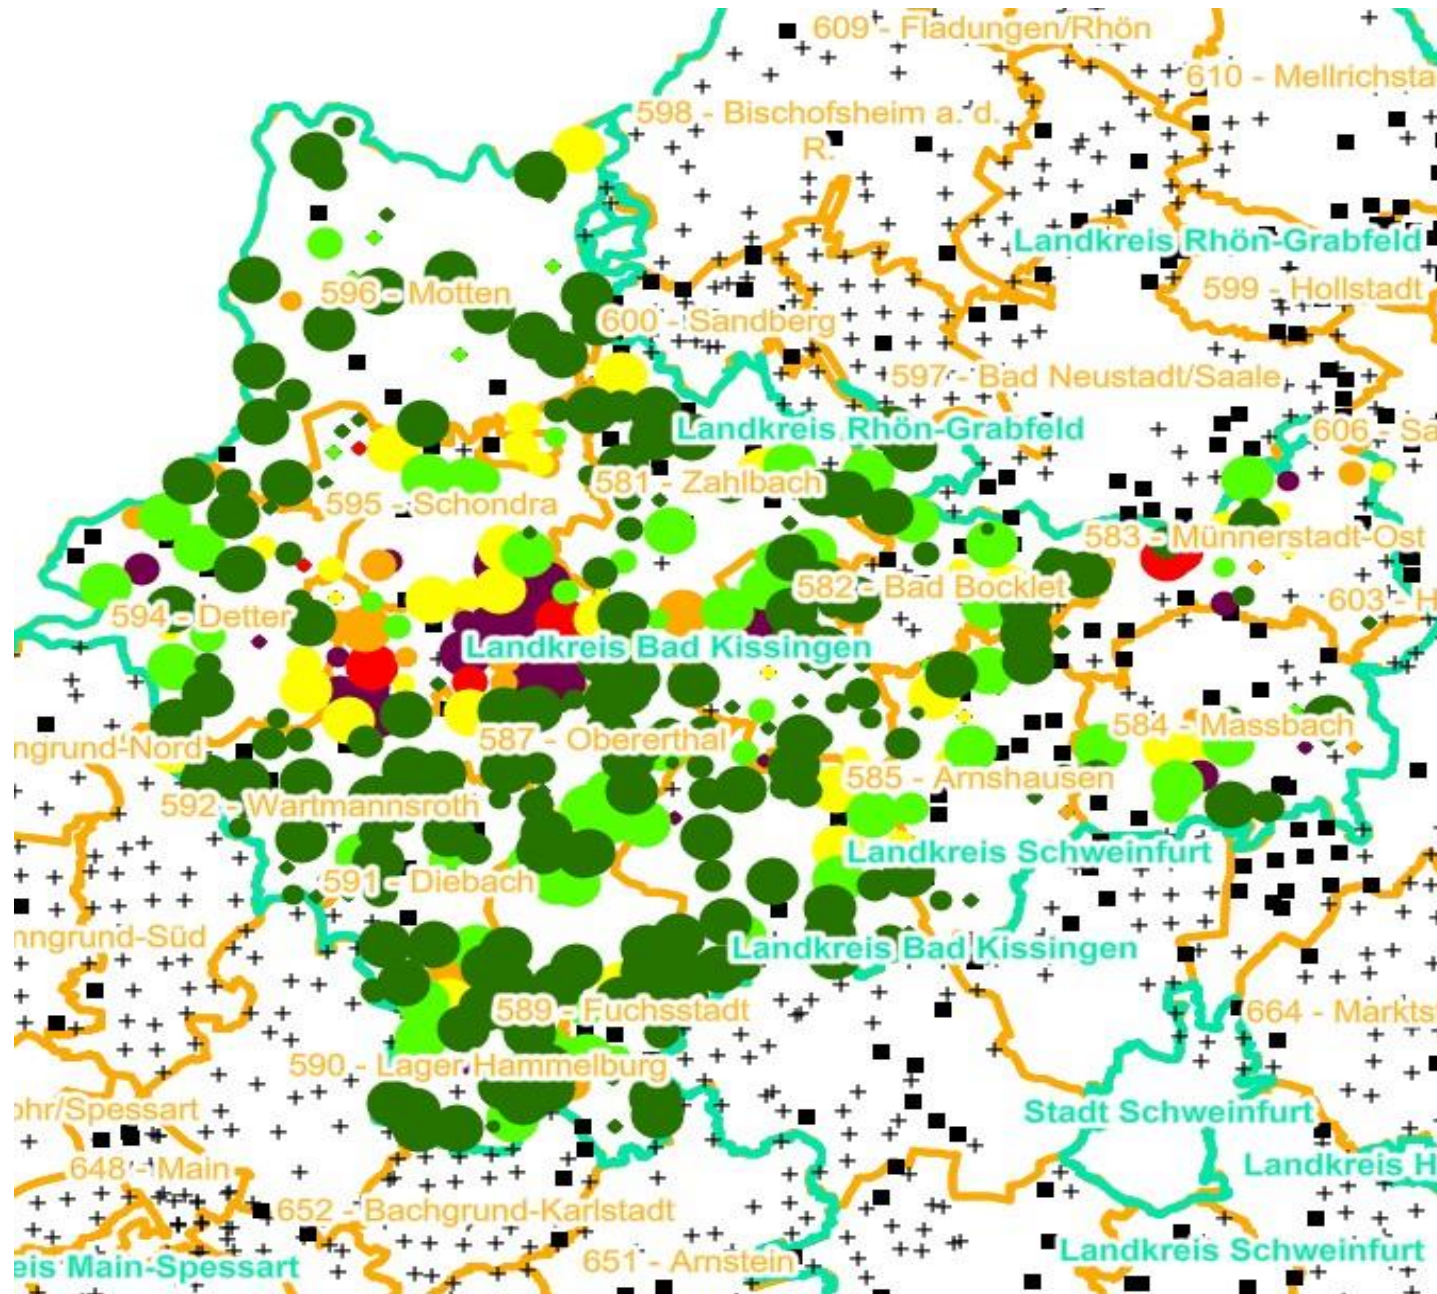 609 - Fladungen/Rhön
610 - Mellrichsta
598 - Bischofsheim a. d.
R.
Landkreis Rhön-Grabfeld
596 - Motten
599 - Hollstadt
600 - Sandberg
597 - Bad Neustadt/Saale
Landkreis Rhön-Grabfeld
606 - Sa
581 - Zahlbach
595 - Schondra
583 - Münnerstadt-Ost
582 - Bad Bocklet
603 - H
594 - Detter
Landkreis Bad Kissingen
584 - Massbach
587 - Obererthal
ngrund-Nord
585 - Arnshausen
592 - Wartmannsroth
Landkreis Schweinfurt
591 - Diebach
nngrund-Süd
Landkreis Bad Kissingen
589 - Fuchsstadt
664 - Markts
590 - Lager Hammelburg
ohr/Spessart
Stadt Schweinfurt
648 - Main
Landkreis H
652 - Bachgrund-Karlstadt
Landkreis Schweinfurt
651 - Arnstein
eis Main-Spessart